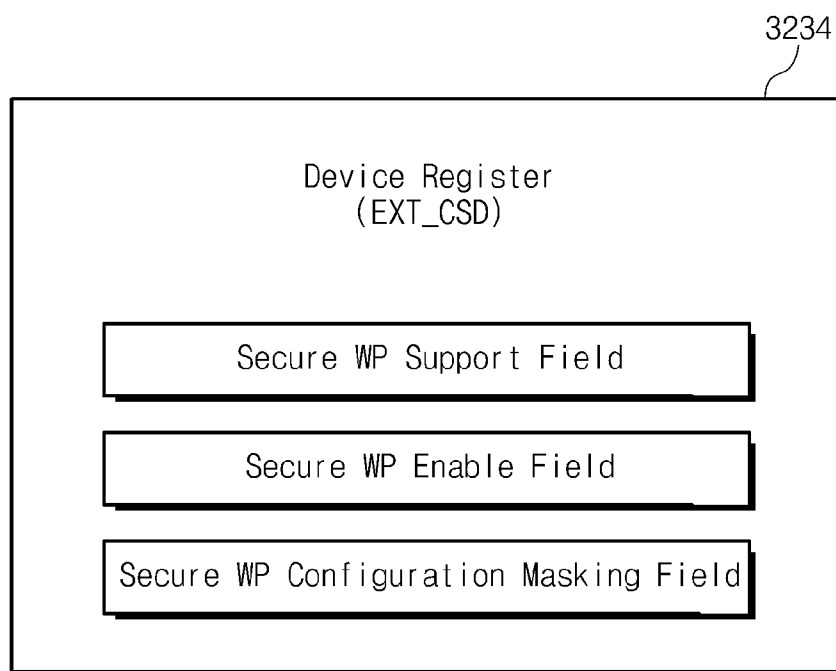 3234
Device Register
(EXT_CSD)
Secure WP Support Field
Secure WP Enable Field
Secure WP Configuration Masking Field